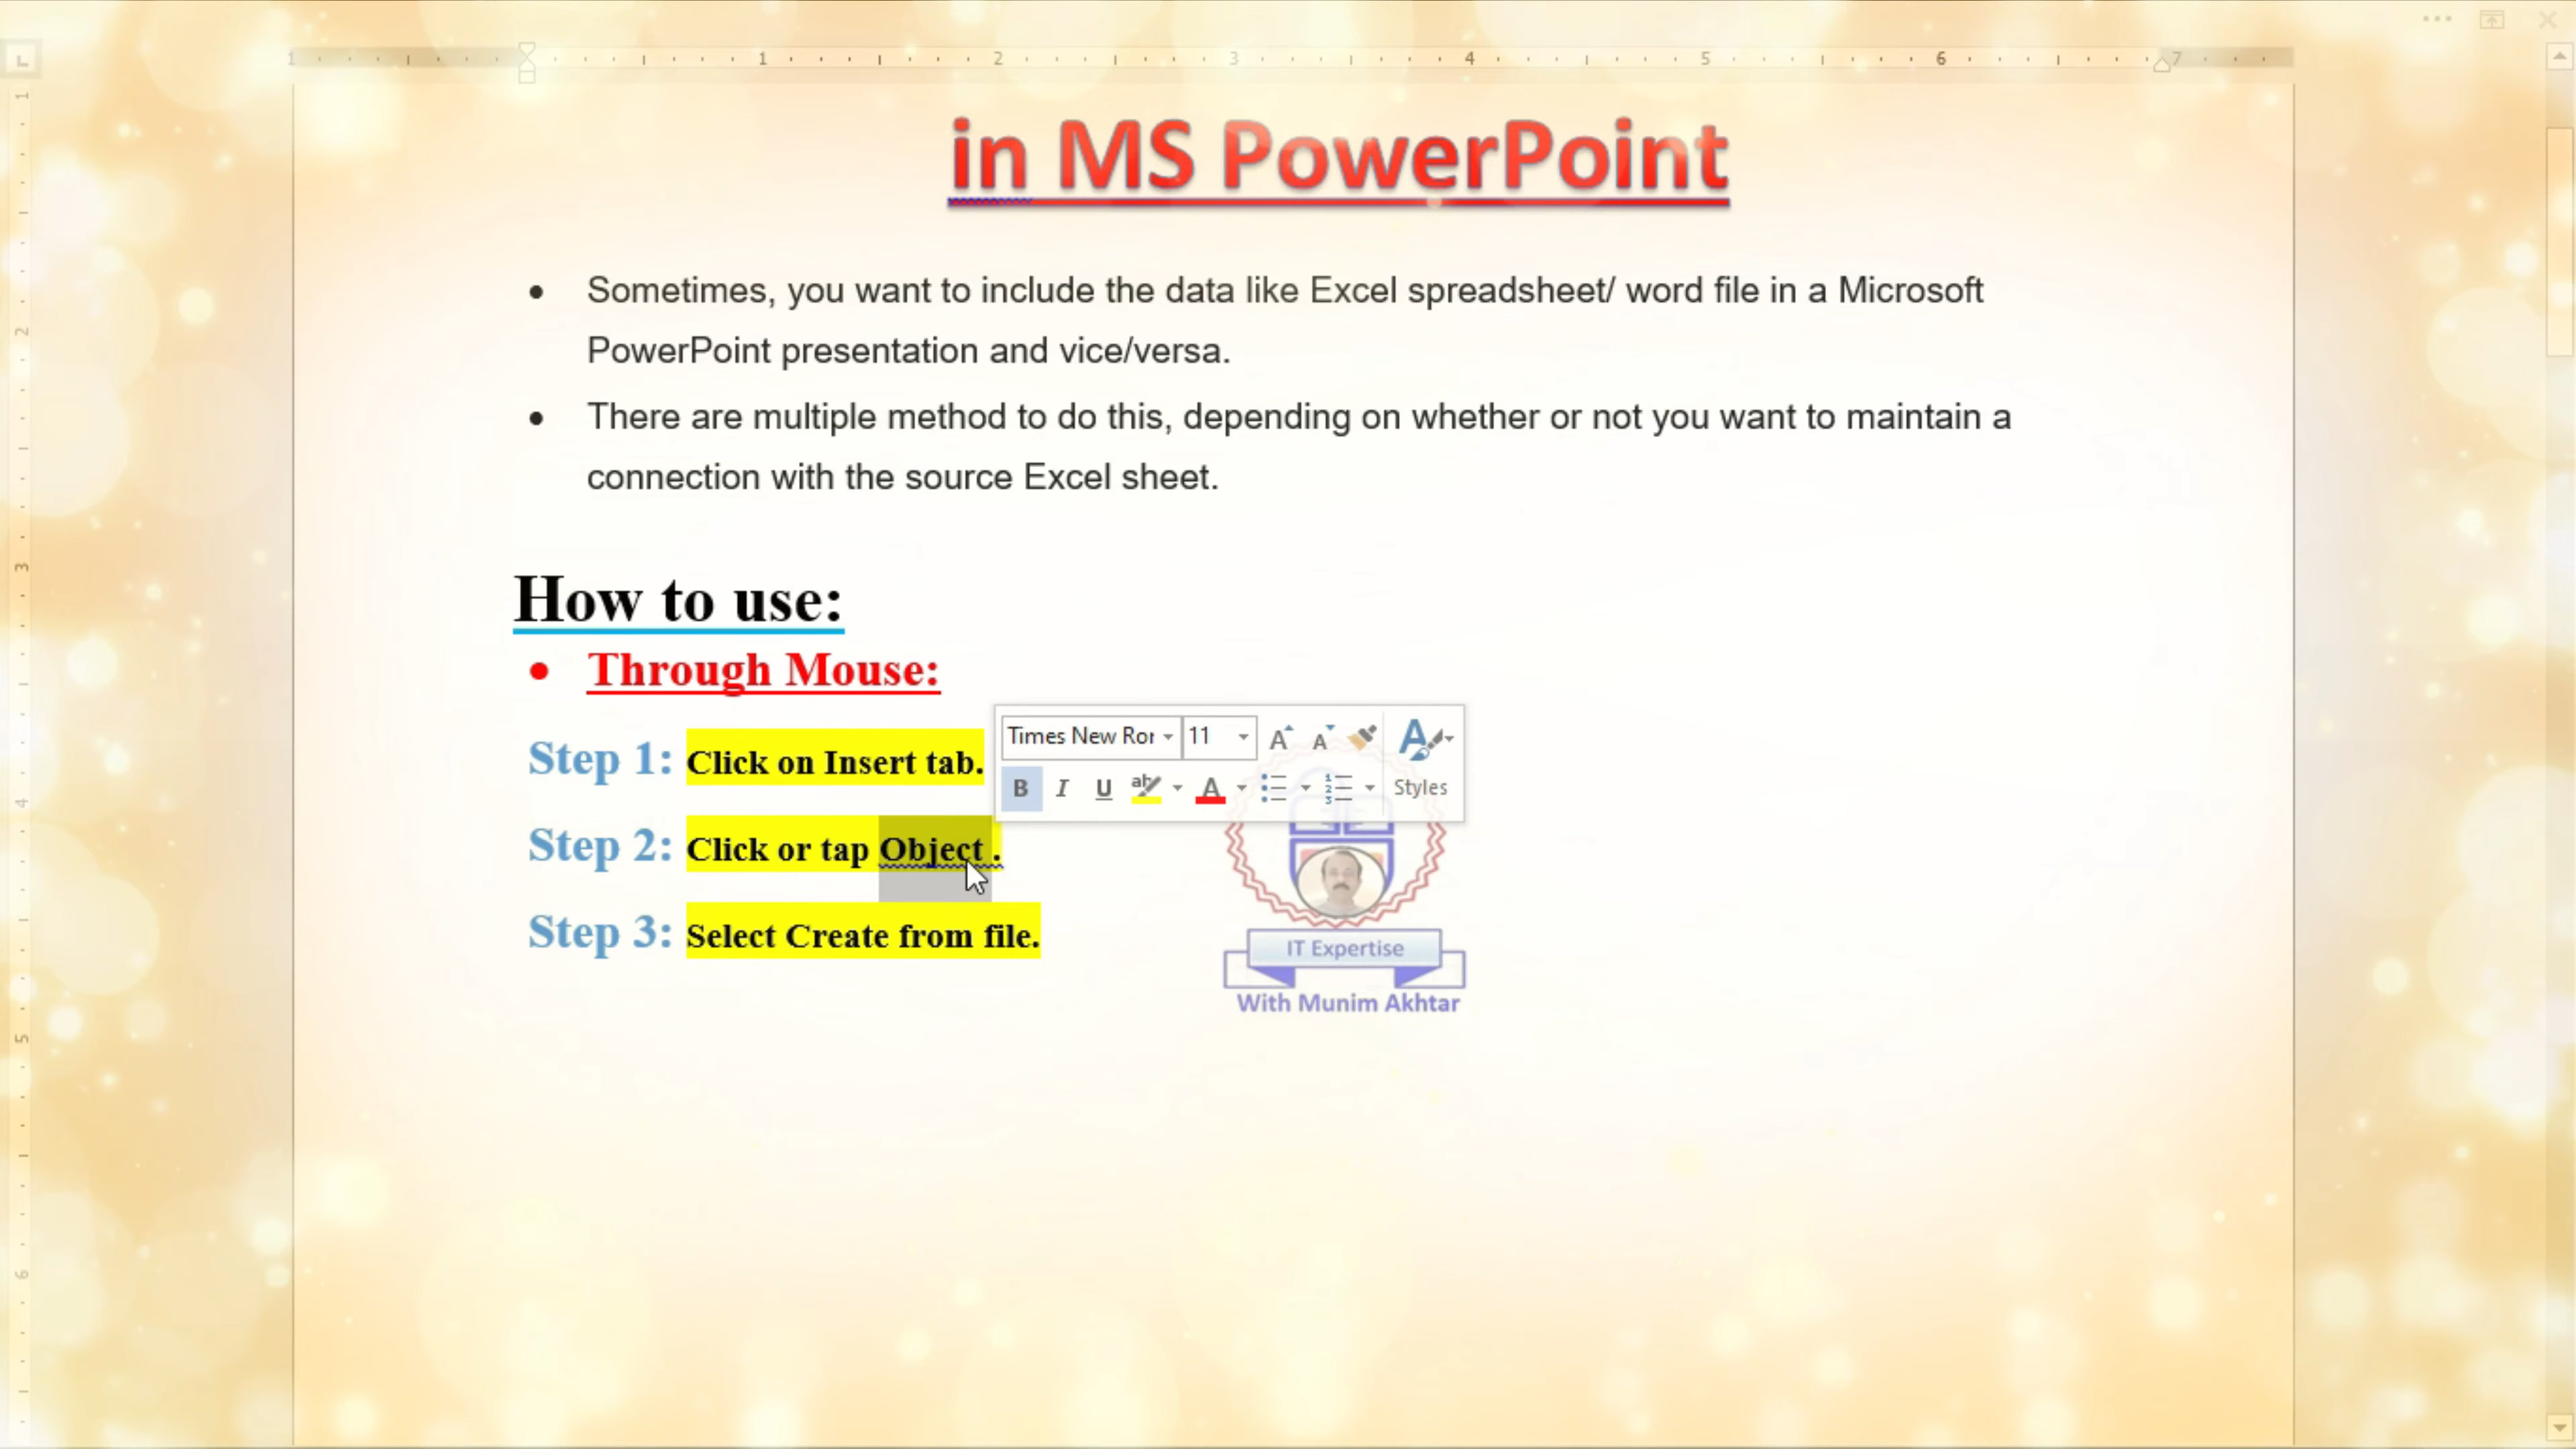 in MS PowerPoint
• Sometimes, you want to include the data like Excel spreadsheet/ word file in a Microsoft
PowerPoint presentation and vice/versa.
• There are multiple method to do this, depending on whether or not you want to maintain a
connection with the source Excel sheet.
How to use:
• Through Mouse:
Times New Ror 11
Step 1: Click on Insert tab.
B I U Styles
Step 2: Click or tap Object .
Step 3: Select Create from file.
IT Expertise
With Munim Akhtar